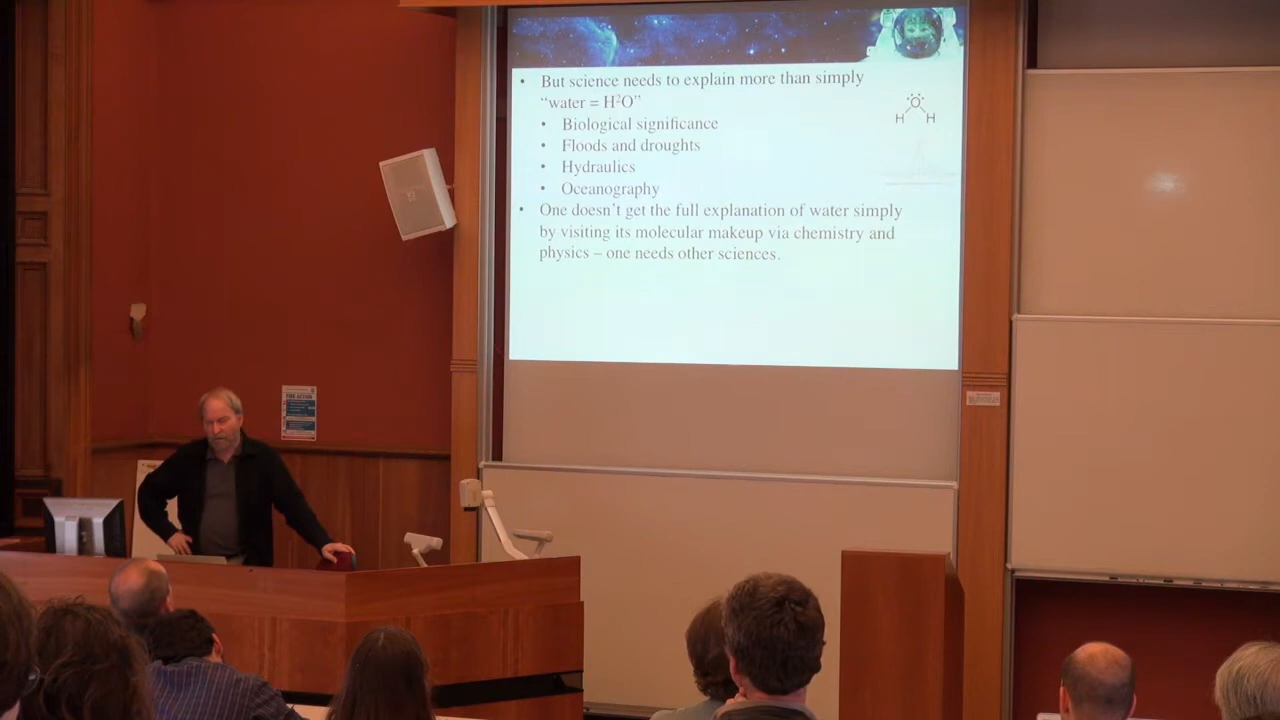 • But science needs to explain more than simply
“water = H²O”
• Biological significance
• Floods and droughts
• Hydraulics
• Oceanography
• One doesn’t get the full explanation of water simply
by visiting its molecular makeup via chemistry and
physics – one needs other sciences.
O
H H
FIRE ACTION